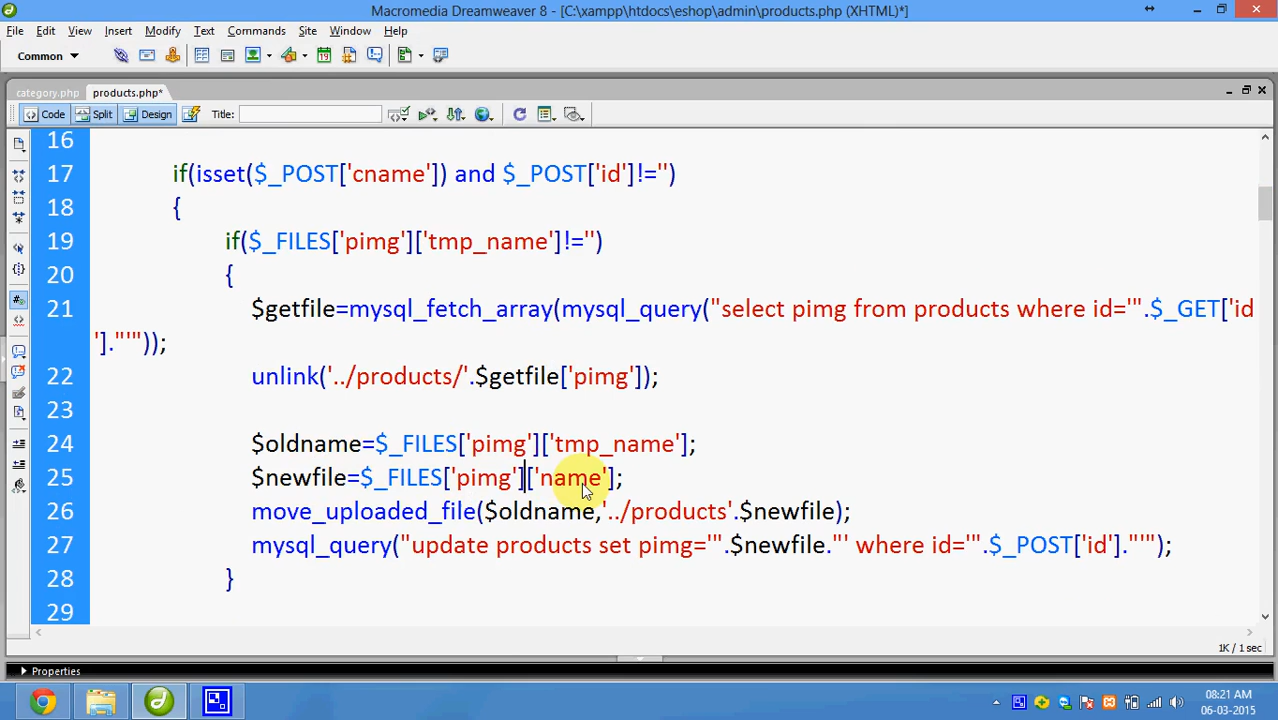 Macromedia Dreamweaver 8 - [C:\xampp\htdocs\eshop\admin\products.php (XHTML)*]
File Edit View Insert Modify Text Commands Site Window Help
Common
category.php products.php*
Code Split Design Title:
16
17 if(isset($_POST['cname']) and $_POST['id']!='')
18 {
19 if($_FILES['pimg']['tmp_name']!='')
20 {
21 $getfile=mysql_fetch_array(mysql_query("select pimg from products where id='".$_GET['id
']."'"));
22 unlink('../products/'.$getfile['pimg']);
23
24 $oldname=$_FILES['pimg']['tmp_name'];
25 $newfile=$_FILES['pimg']['name'];
26 move_uploaded_file($oldname,'../products'.$newfile);
27 mysql_query("update products set pimg='".$newfile."' where id='".$_POST['id']."'");
28 }
29
1K / 1 sec
Properties
08:21 AM
06-03-2015